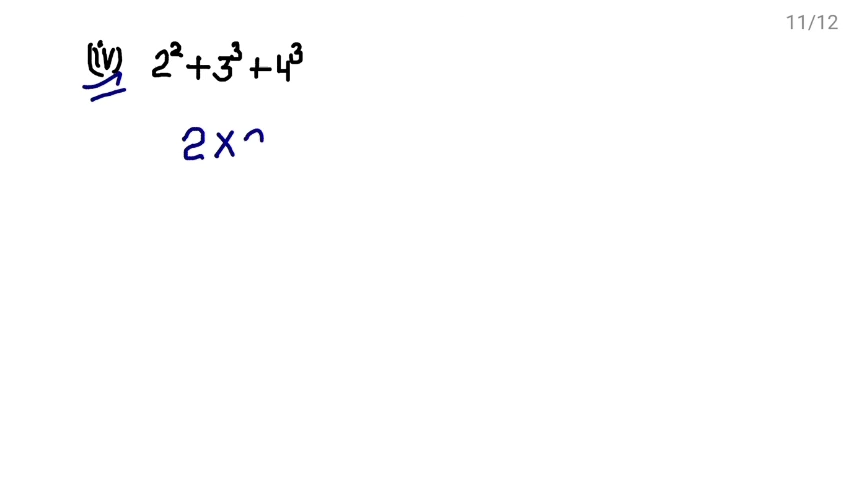 11/12
(iv) 2² + 3³ + 4³
2 ×